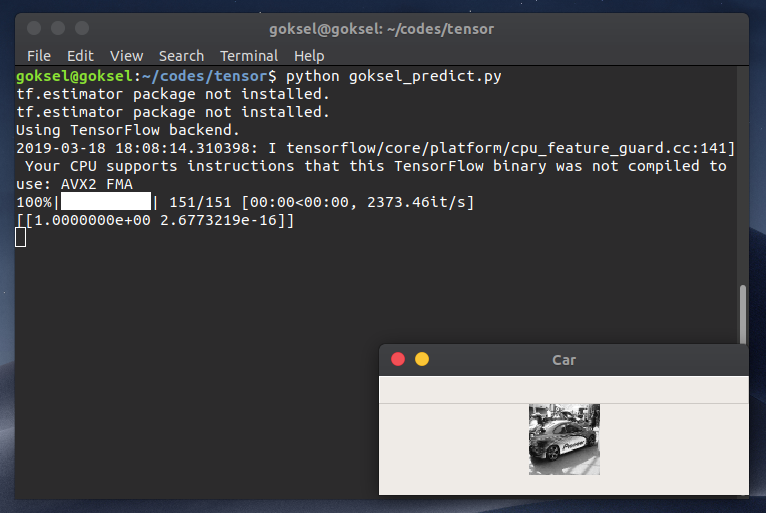 goksel@goksel: ~/codes/tensor
File Edit View Search Terminal Help
goksel@goksel:~/codes/tensor$ python goksel_predict.py
tf.estimator package not installed.
tf.estimator package not installed.
Using TensorFlow backend.
2019-03-18 18:08:14.310398: I tensorflow/core/platform/cpu_feature_guard.cc:141]
Your CPU supports instructions that this TensorFlow binary was not compiled to
use: AVX2 FMA
100%|██████████| 151/151 [00:00<00:00, 2373.46it/s]
[[1.0000000e+00 2.6773219e-16]]
Car
Pioneer